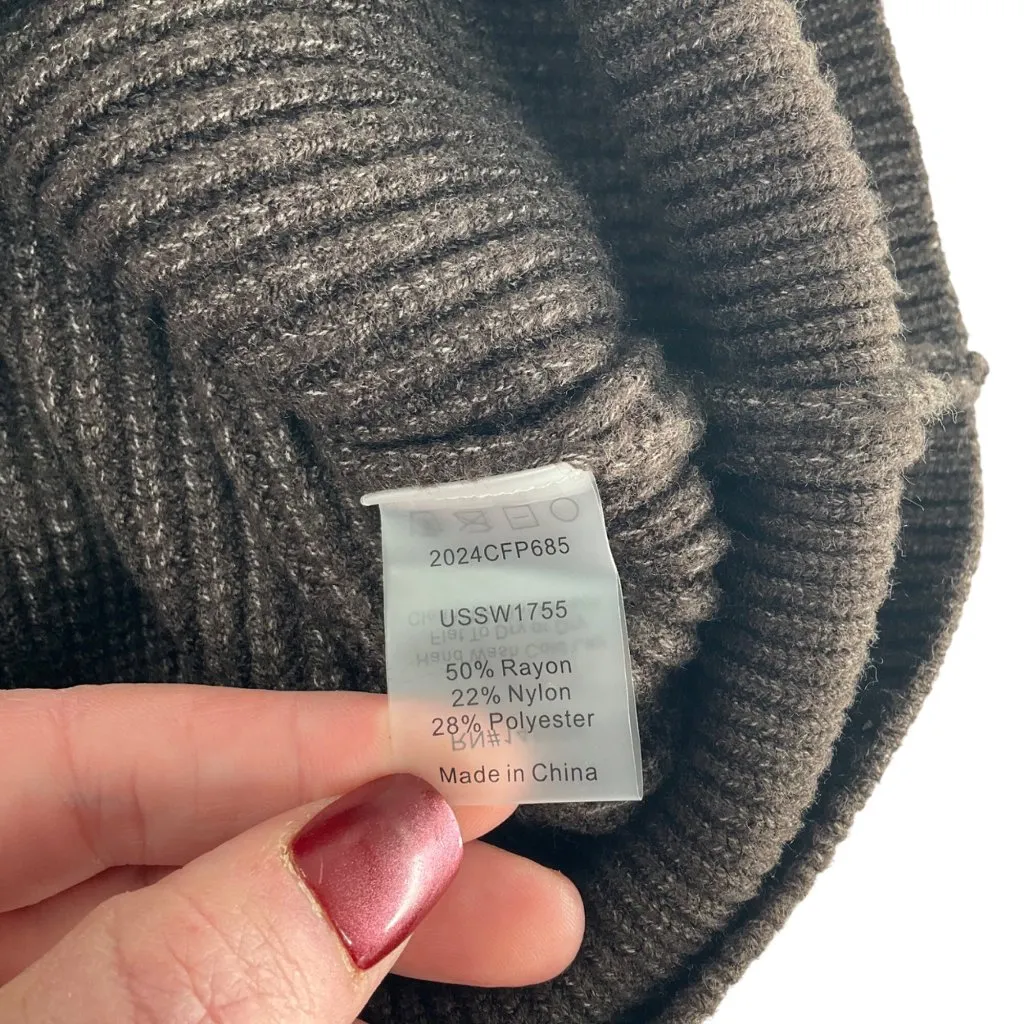 2024CFP685
USSW1755
50% Rayon
22% Nylon
28% Polyester
Made in China